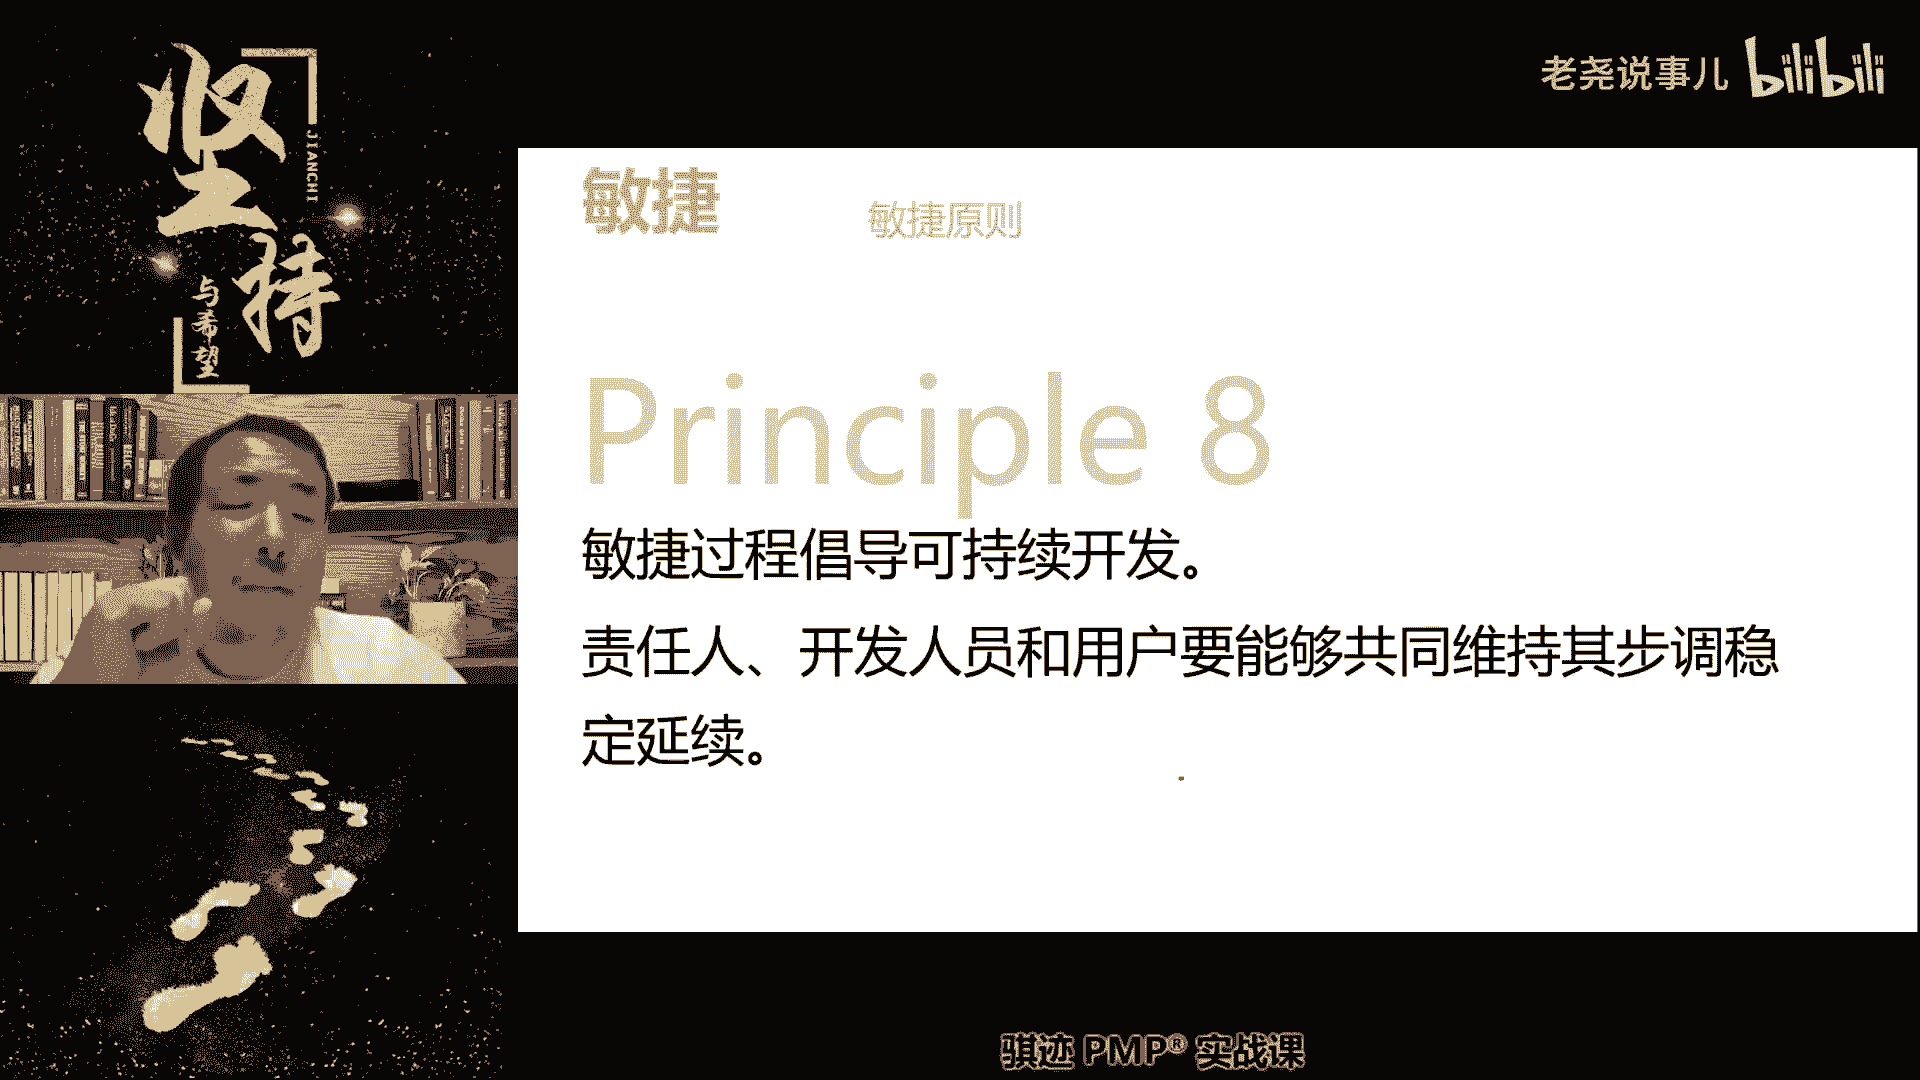 坚持
JIANCHI
与希望
老尧说事儿 bilibili
敏捷
敏捷原则
Principle 8
敏捷过程倡导可持续开发。
责任人、开发人员和用户要能够共同维持其步调稳
定延续。
骐迹 PMP® 实战课